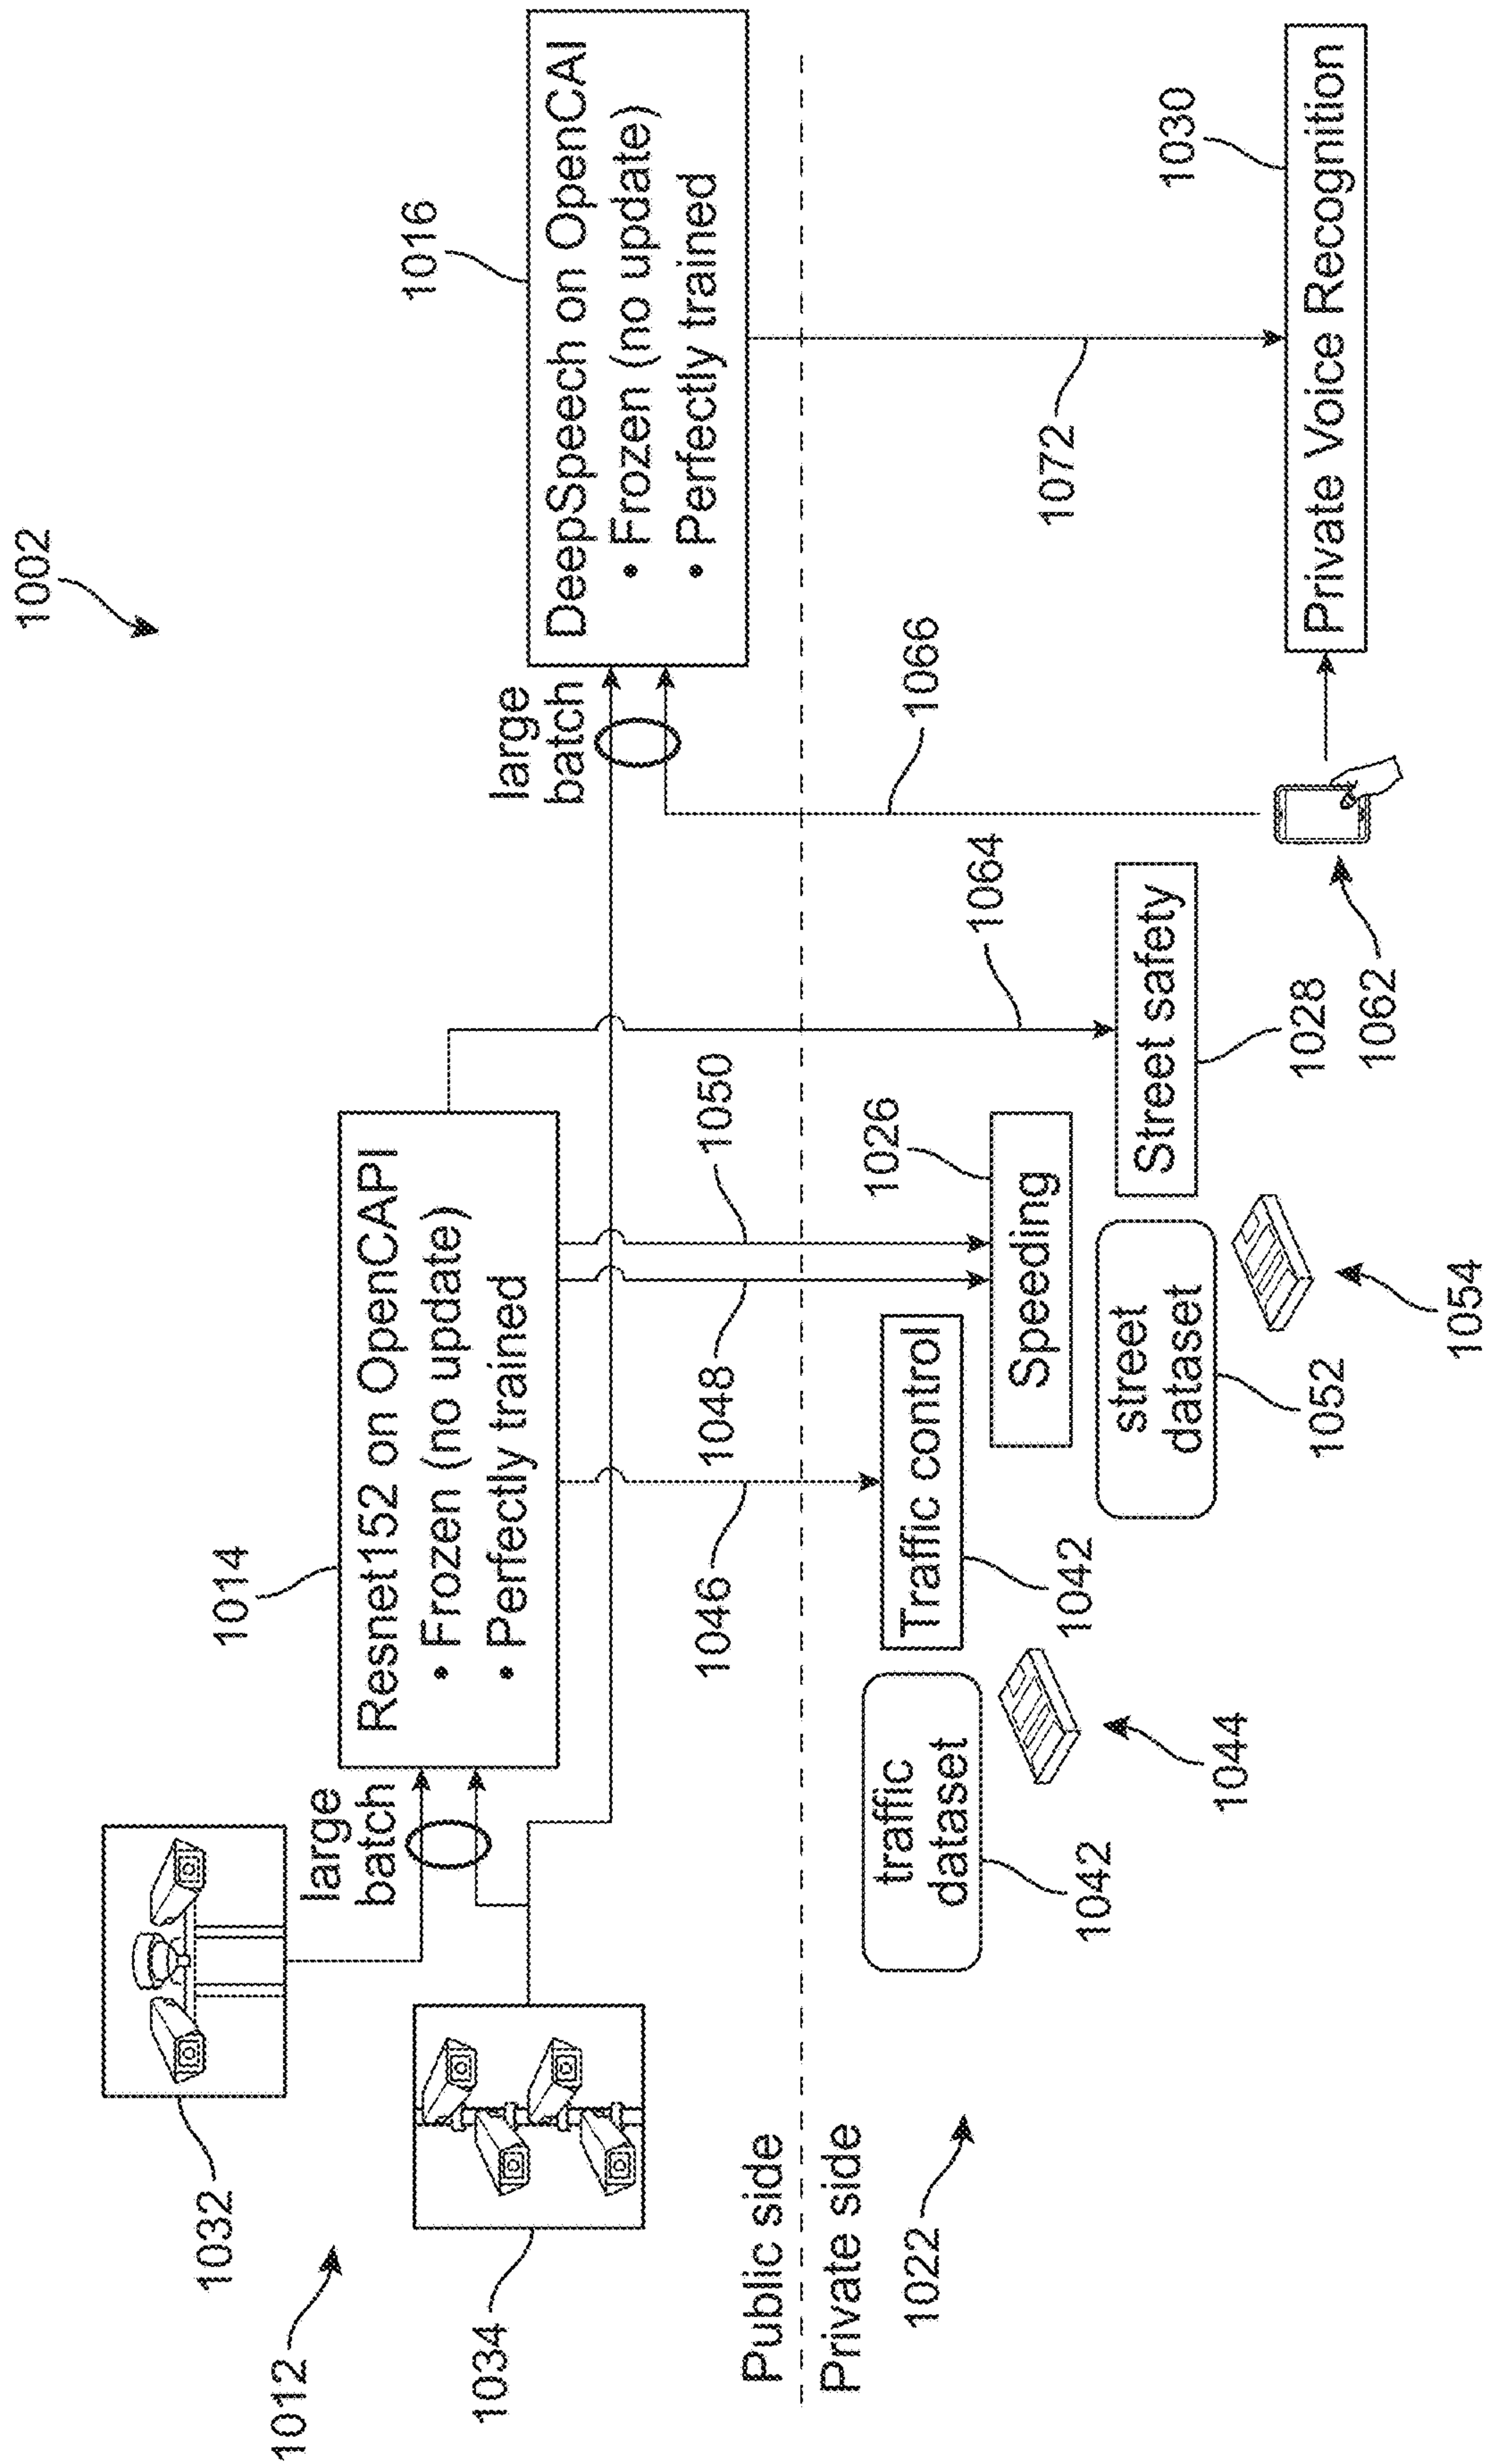 1002
1012
1032
1034
large
batch
1014
Resnet152 on OpenCAPI
• Frozen (no update)
• Perfectly trained
large
batch
1016
DeepSpeech on OpenCAI
• Frozen (no update)
• Perfectly trained
1046
1048
1050
1064
1066
1072
Public side
Private side
1022
traffic
dataset
1042
1044
Traffic control
1042
Speeding
1026
street
dataset
1052
1054
Street safety
1028
1062
Private Voice Recognition
1030